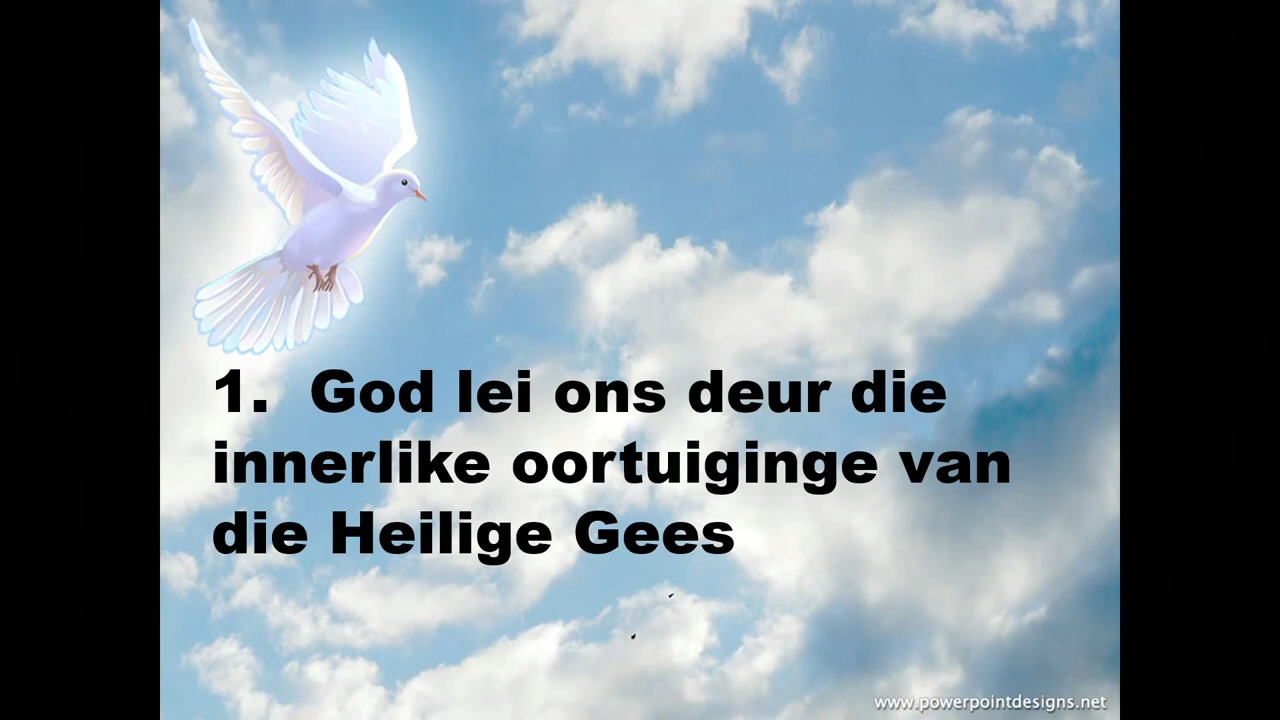 1.  God lei ons deur die
innerlike oortuiginge van
die Heilige Gees
www.powerpointdesigns.net